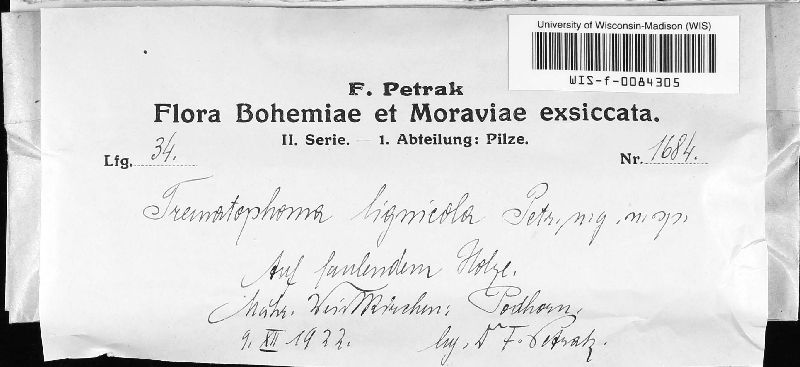 University of Wisconsin-Madison (WIS)
WIS-f-0084305
F. Petrak
Flora Bohemiae et Moraviae exsiccata.
II. Serie. — 1. Abteilung: Pilze.
Lfg. 34. Nr. 1684.
Trematophoma lignicola Petr. n. g. n. sp.
Auf faulendem Holze.
Mähr. Weisskirchen: Podhorn,
9. XII 1922. leg. Dr F. Petrak.